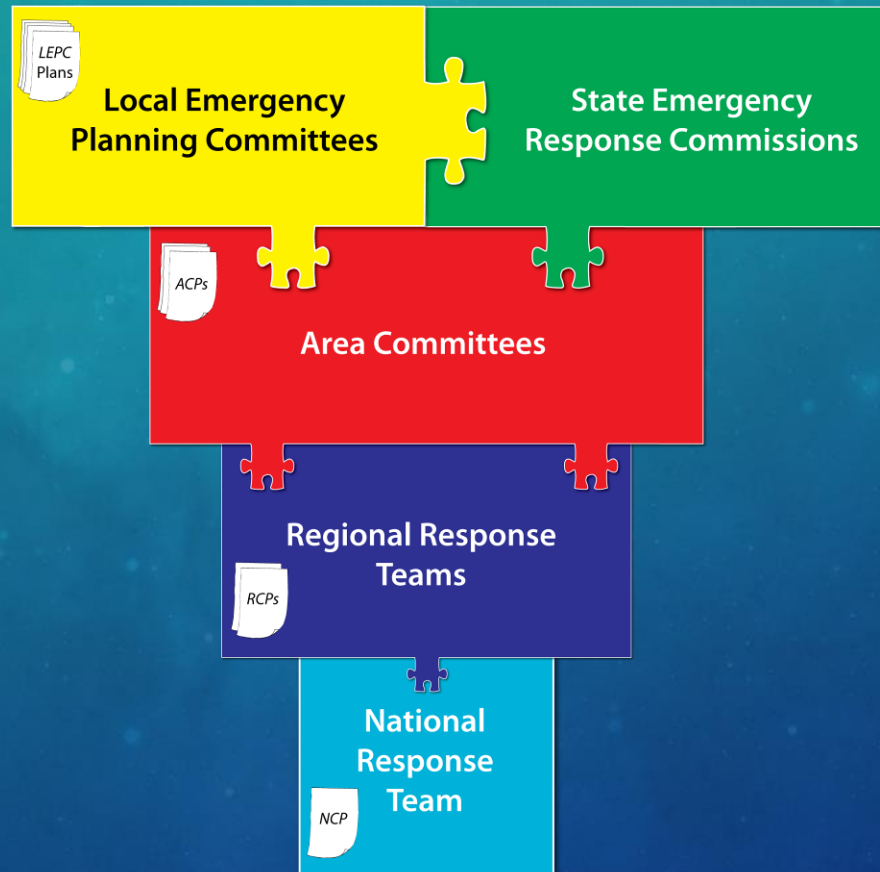 LEPC
Plans
Local Emergency
Planning Committees
State Emergency
Response Commissions
ACPs
Area Committees
Regional Response
Teams
RCPs
National
Response
Team
NCP